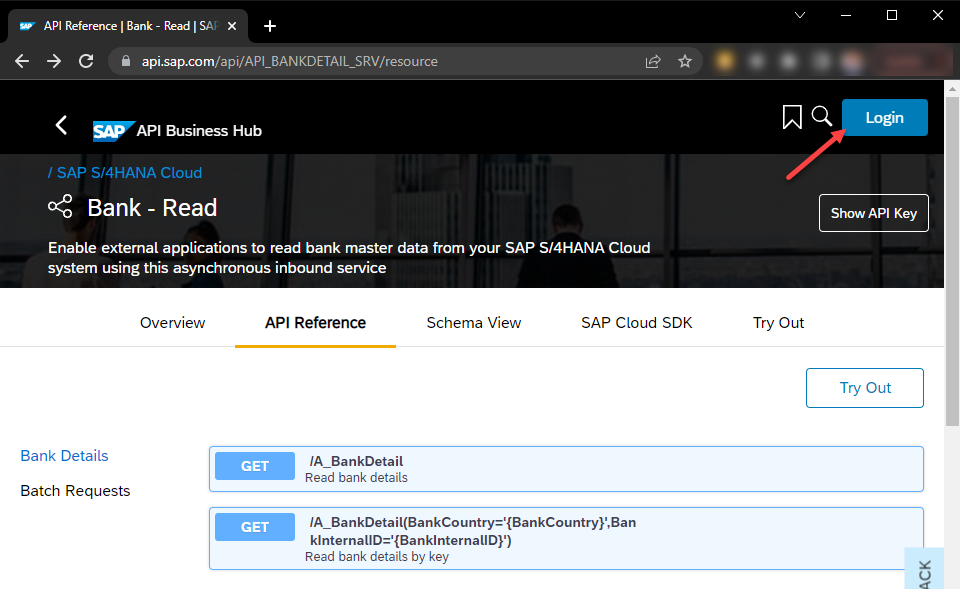 API Reference | Bank - Read | SAP
api.sap.com/api/API_BANKDETAIL_SRV/resource
SAP API Business Hub
Login
/ SAP S/4HANA Cloud
Bank - Read
Show API Key
Enable external applications to read bank master data from your SAP S/4HANA Cloud
system using this asynchronous inbound service
Overview
API Reference
Schema View
SAP Cloud SDK
Try Out
Try Out
Bank Details
Batch Requests
GET
/A_BankDetail
Read bank details
GET
/A_BankDetail(BankCountry='{BankCountry}',Ban
kInternalID='{BankInternalID}')
Read bank details by key